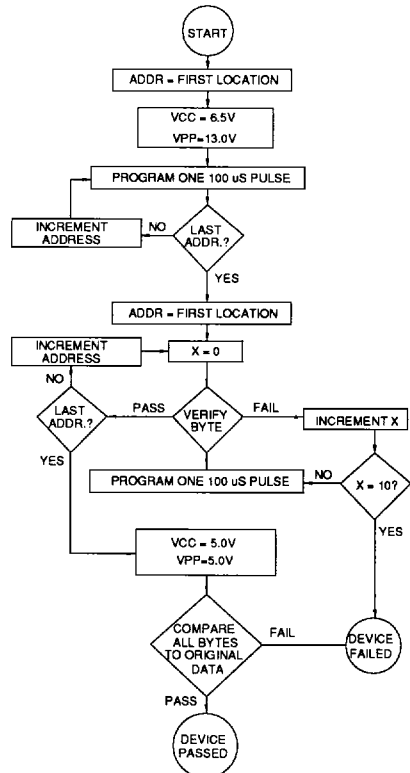 START
ADDR = FIRST LOCATION
VCC = 6.5V
VPP=13.0V
PROGRAM ONE 100 uS PULSE
INCREMENT
ADDRESS
NO
LAST
ADDR.?
YES
ADDR = FIRST LOCATION
INCREMENT
ADDRESS
X = 0
NO
LAST
ADDR.?
PASS
VERIFY
BYTE
FAIL
INCREMENT X
YES
PROGRAM ONE 100 uS PULSE
NO
X = 10?
YES
VCC = 5.0V
VPP=5.0V
COMPARE
ALL BYTES
TO ORIGINAL
DATA
FAIL
DEVICE
FAILED
PASS
DEVICE
PASSED